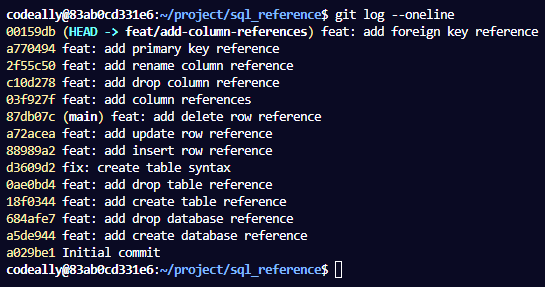 codeally@83ab0cd331e6:~/project/sql_reference$ git log --oneline
00159db (HEAD -> feat/add-column-references) feat: add foreign key reference
a770494 feat: add primary key reference
2f55c50 feat: add rename column reference
c10d278 feat: add drop column reference
03f927f feat: add column references
87db07c (main) feat: add delete row reference
a72acea feat: add update row reference
88989a2 feat: add insert row reference
d3609d2 fix: create table syntax
0ae0bd4 feat: add drop table reference
18f0344 feat: add create table reference
684afe7 feat: add drop database reference
a5de944 feat: add create database reference
a029be1 Initial commit
codeally@83ab0cd331e6:~/project/sql_reference$